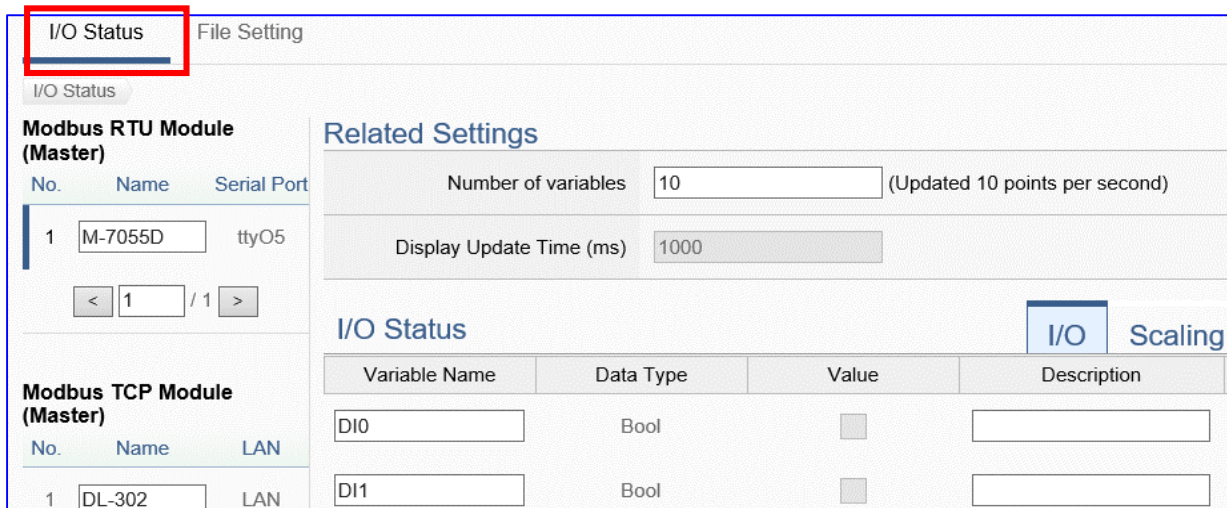 I/O Status File Setting
I/O Status
Modbus RTU Module
(Master)
No. Name Serial Port
1 M-7055D ttyO5
< 1 / 1 >
Modbus TCP Module
(Master)
No. Name LAN
1 DL-302 LAN
Related Settings
Number of variables 10 (Updated 10 points per second)
Display Update Time (ms) 1000
I/O Status I/O Scaling
Variable Name Data Type Value Description
DI0 Bool
DI1 Bool